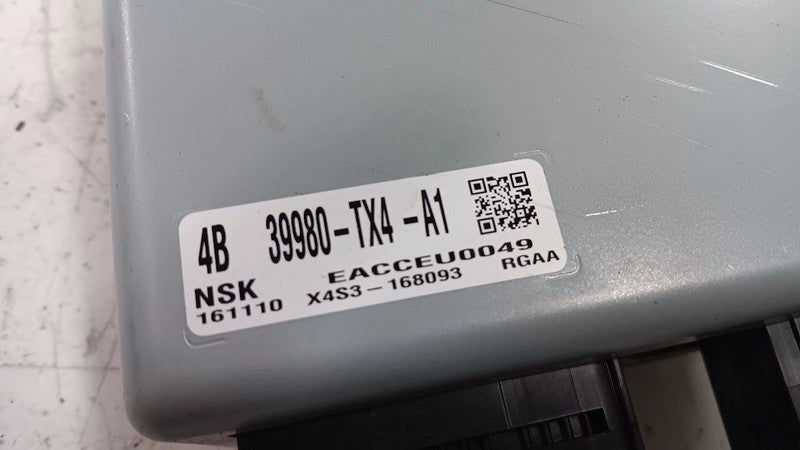 4B 39980-TX4-A1
EACCEU0049
NSK
161110 X4S3-168093 RGAA